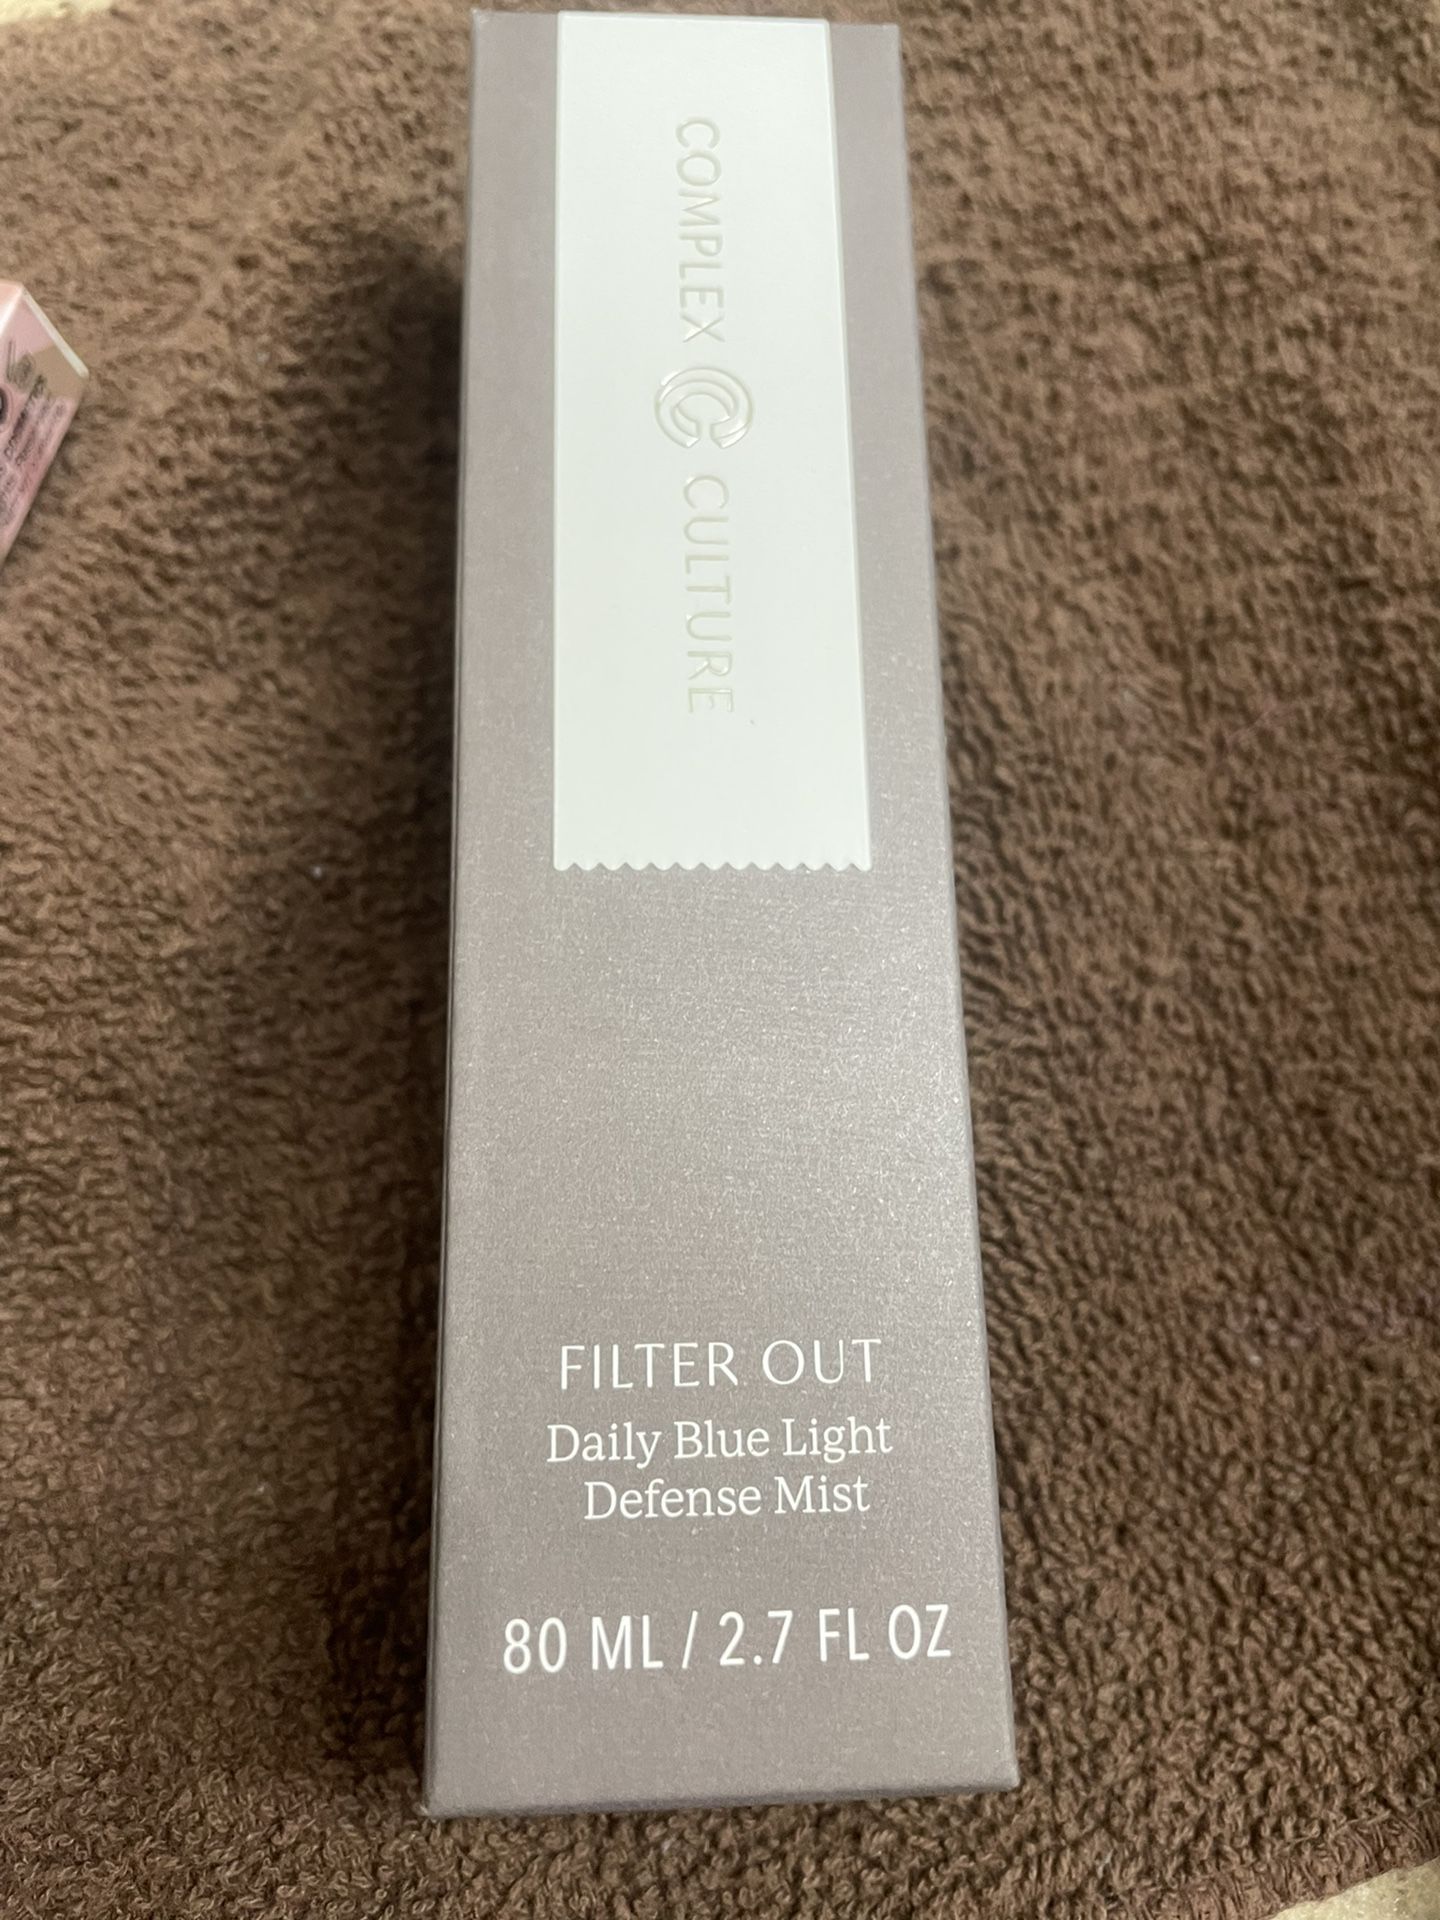 COMPLEX CULTURE
FILTER OUT
Daily Blue Light
Defense Mist
80 ML / 2.7 FL OZ